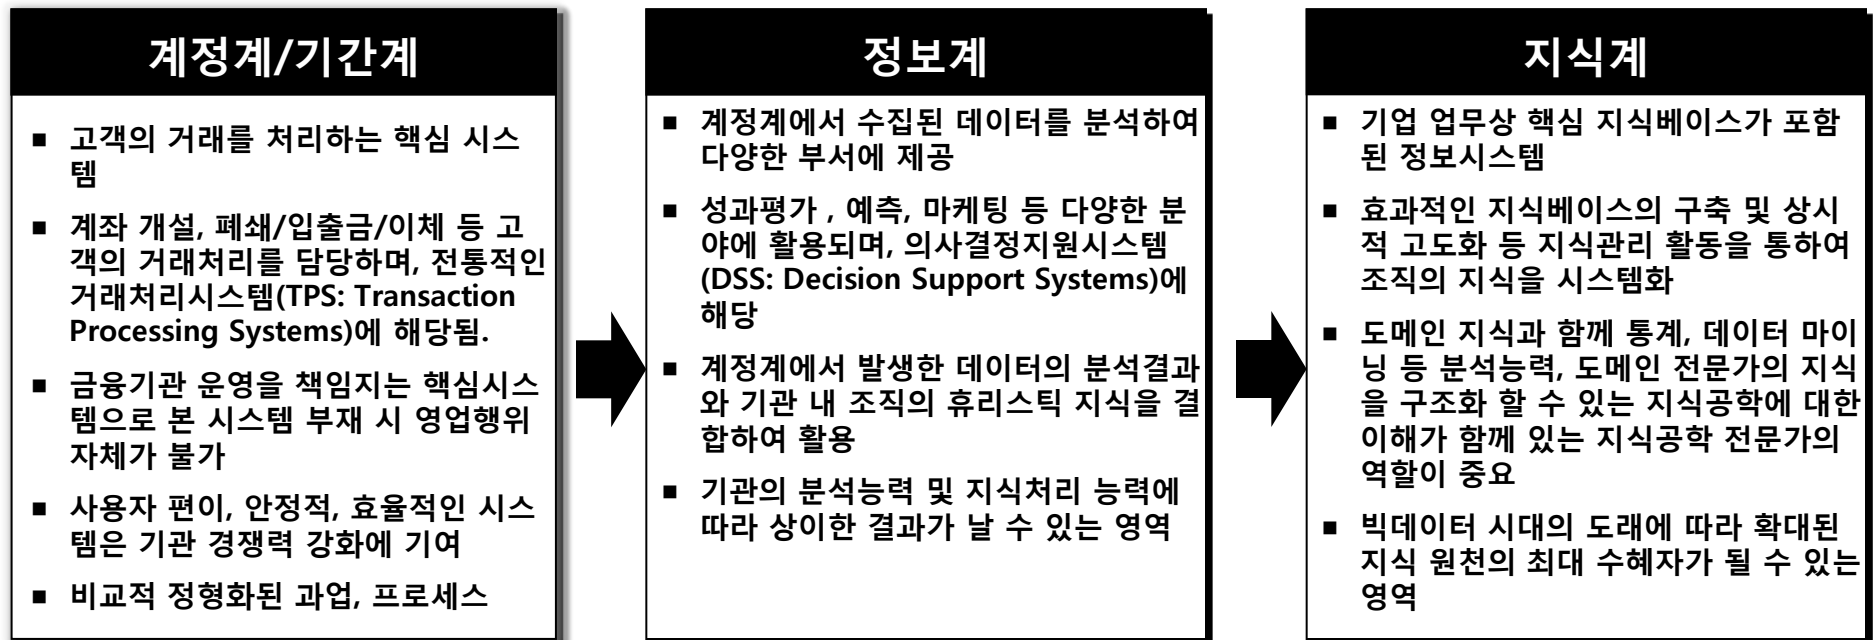 계정계/기간계
■ 고객의 거래를 처리하는 핵심 시스
템
■ 계좌 개설, 폐쇄/입출금/이체 등 고
객의 거래처리를 담당하며, 전통적인
거래처리시스템(TPS: Transaction
Processing Systems)에 해당됨.
■ 금융기관 운영을 책임지는 핵심시스
템으로 본 시스템 부재 시 영업행위
자체가 불가
■ 사용자 편이, 안정적, 효율적인 시스
템은 기관 경쟁력 강화에 기여
■ 비교적 정형화된 과업, 프로세스
정보계
■ 계정계에서 수집된 데이터를 분석하여
다양한 부서에 제공
■ 성과평가 , 예측, 마케팅 등 다양한 분
야에 활용되며, 의사결정지원시스템
(DSS: Decision Support Systems)에
해당
■ 계정계에서 발생한 데이터의 분석결과
와 기관 내 조직의 휴리스틱 지식을 결
합하여 활용
■ 기관의 분석능력 및 지식처리 능력에
따라 상이한 결과가 날 수 있는 영역
지식계
■ 기업 업무상 핵심 지식베이스가 포함
된 정보시스템
■ 효과적인 지식베이스의 구축 및 상시
적 고도화 등 지식관리 활동을 통하여
조직의 지식을 시스템화
■ 도메인 지식과 함께 통계, 데이터 마이
닝 등 분석능력, 도메인 전문가의 지식
을 구조화 할 수 있는 지식공학에 대한
이해가 함께 있는 지식공학 전문가의
역할이 중요
■ 빅데이터 시대의 도래에 따라 확대된
지식 원천의 최대 수혜자가 될 수 있는
영역